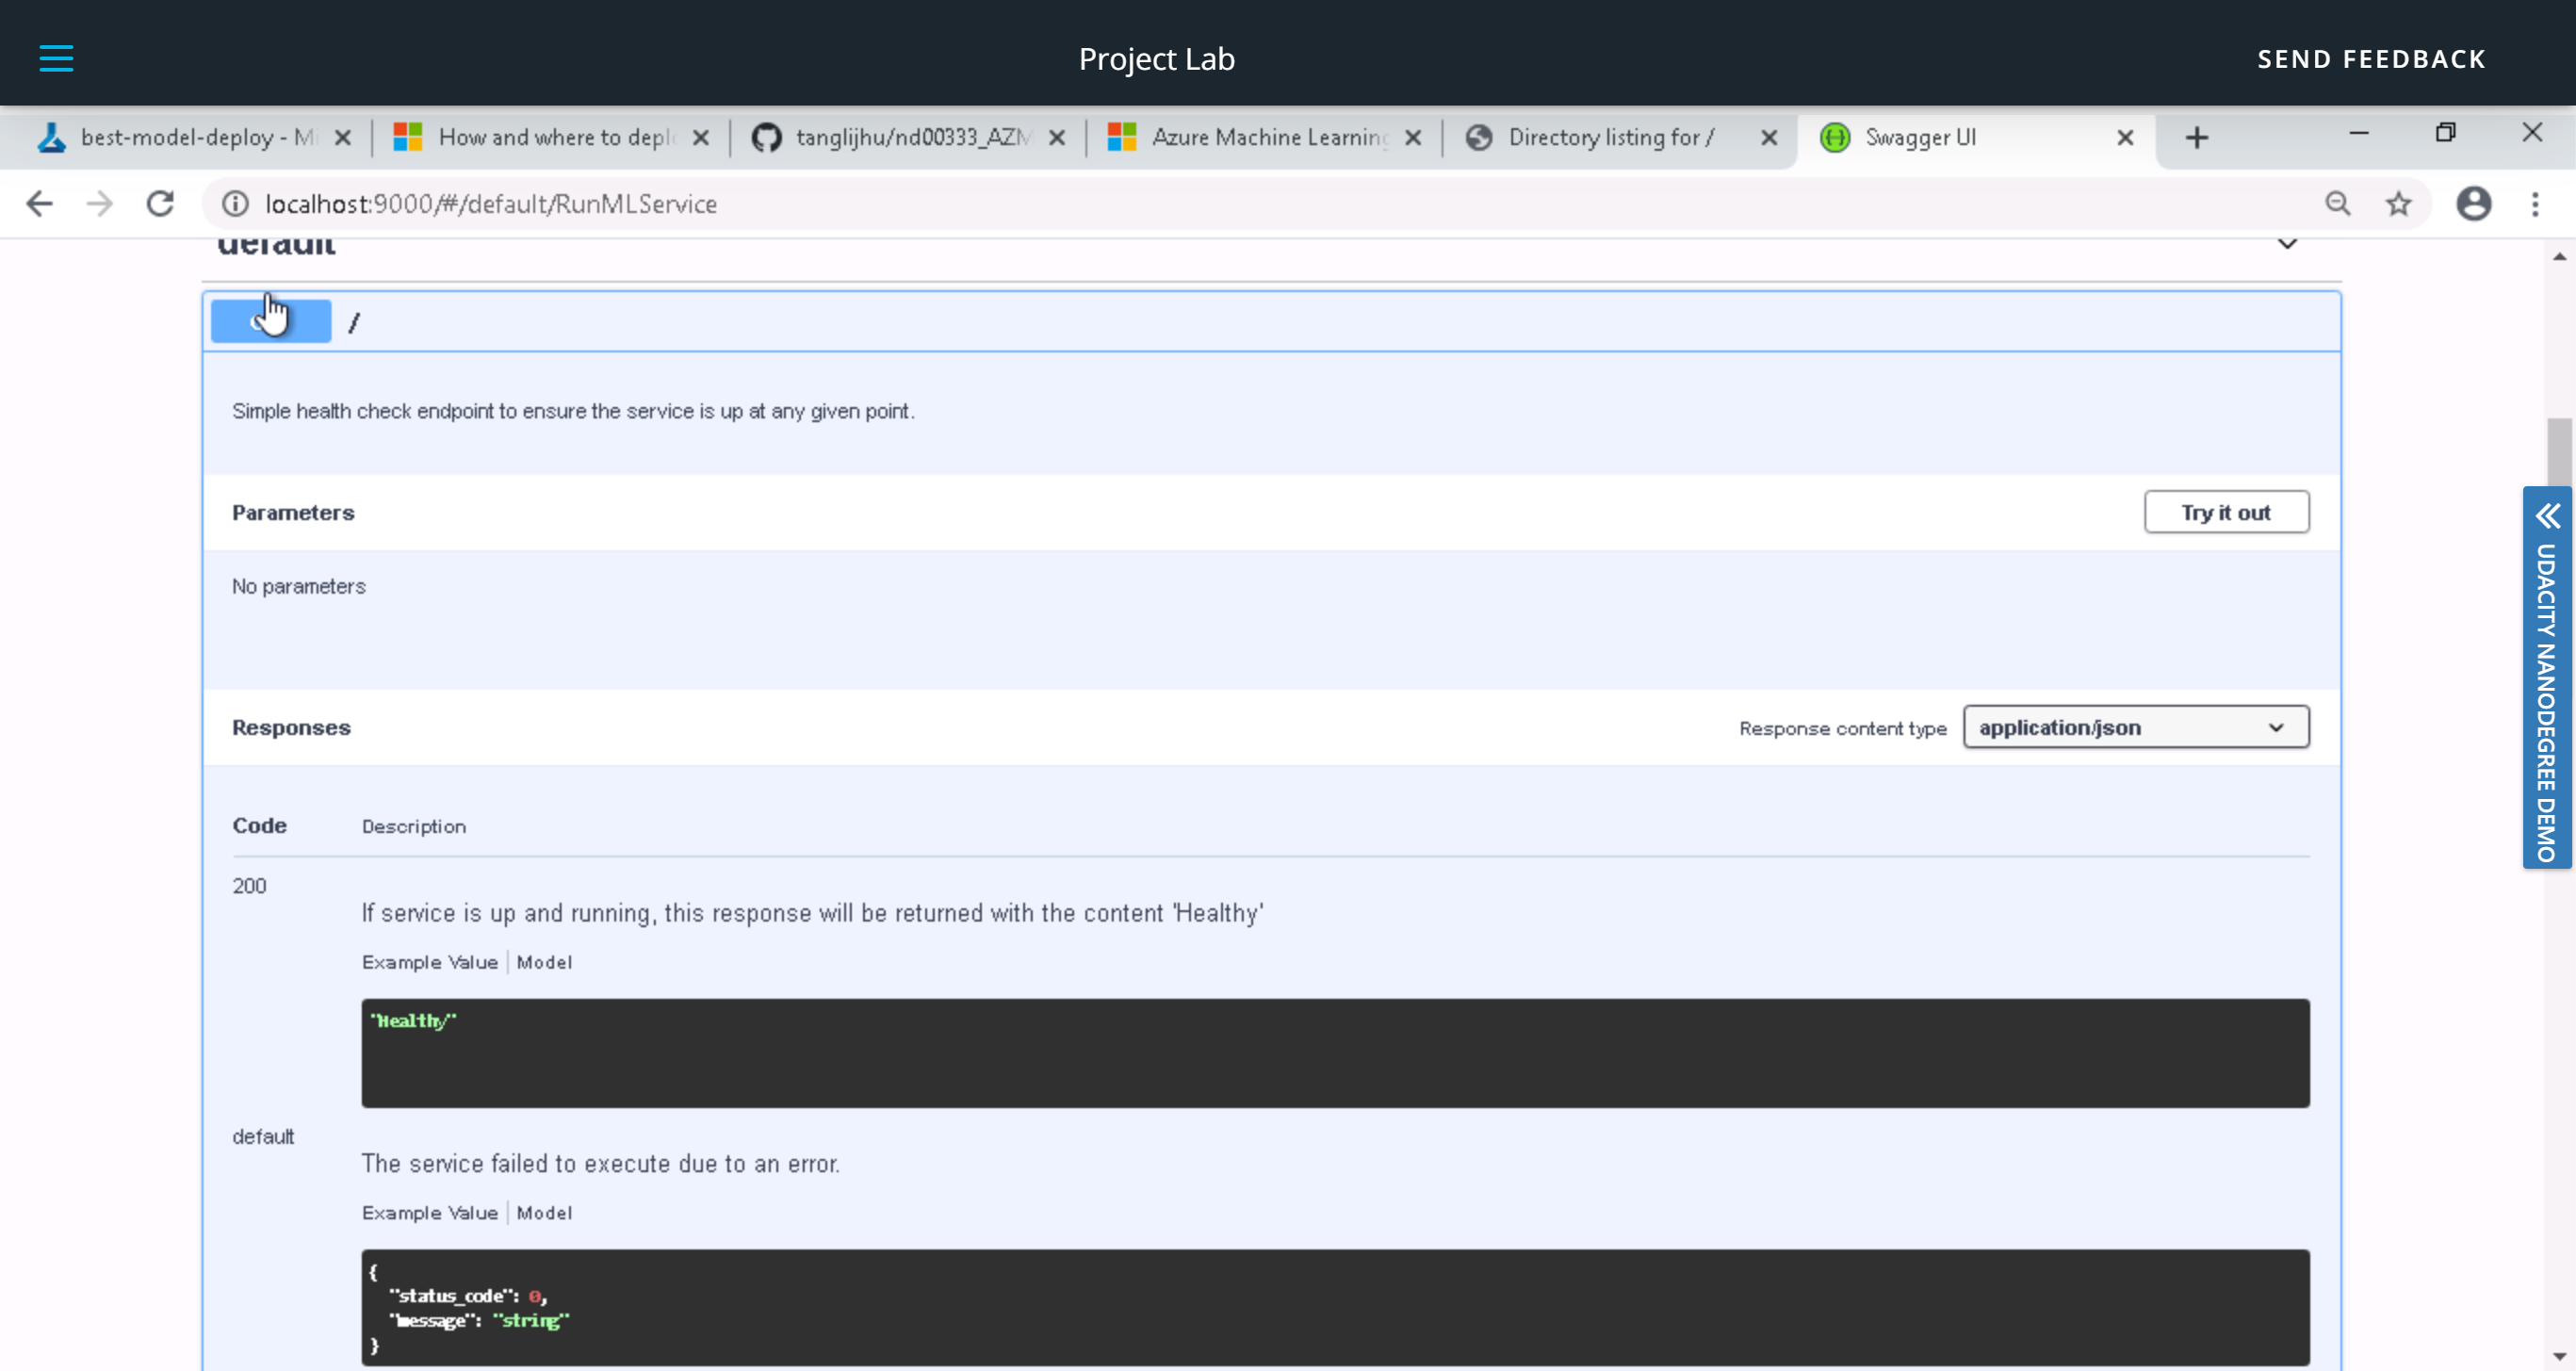 Project Lab
SEND FEEDBACK
best-model-deploy - Mi
How and where to deplo
tanglijhu/nd00333_AZM
Azure Machine Learning
Directory listing for /
Swagger UI
localhost:9000/#/default/RunMLService
default
/
Simple health check endpoint to ensure the service is up at any given point.
Parameters
Try it out
No parameters
Responses
Response content type
application/json
Code Description
200
If service is up and running, this response will be returned with the content 'Healthy'
Example Value | Model
"Healthy"
default
The service failed to execute due to an error.
Example Value | Model
{
"status_code": 0,
"message": "string"
}
UDACITY NANODEGREE DEMO